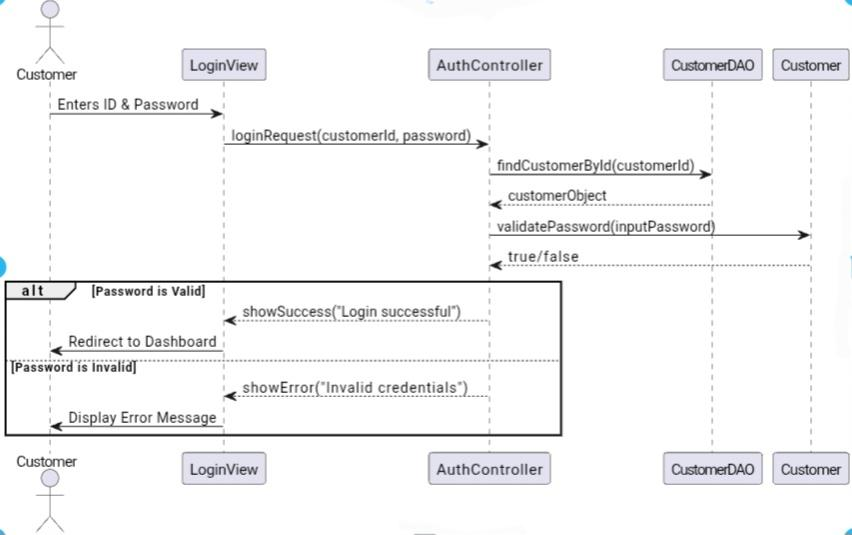 Customer
LoginView
AuthController
CustomerDAO
Customer
Enters ID & Password
loginRequest(customerId, password)
findCustomerById(customerId)
customerObject
validatePassword(inputPassword)
true/false
alt
[Password is Valid]
showSuccess("Login successful")
Redirect to Dashboard
[Password is Invalid]
showError("Invalid credentials")
Display Error Message
Customer
LoginView
AuthController
CustomerDAO
Customer